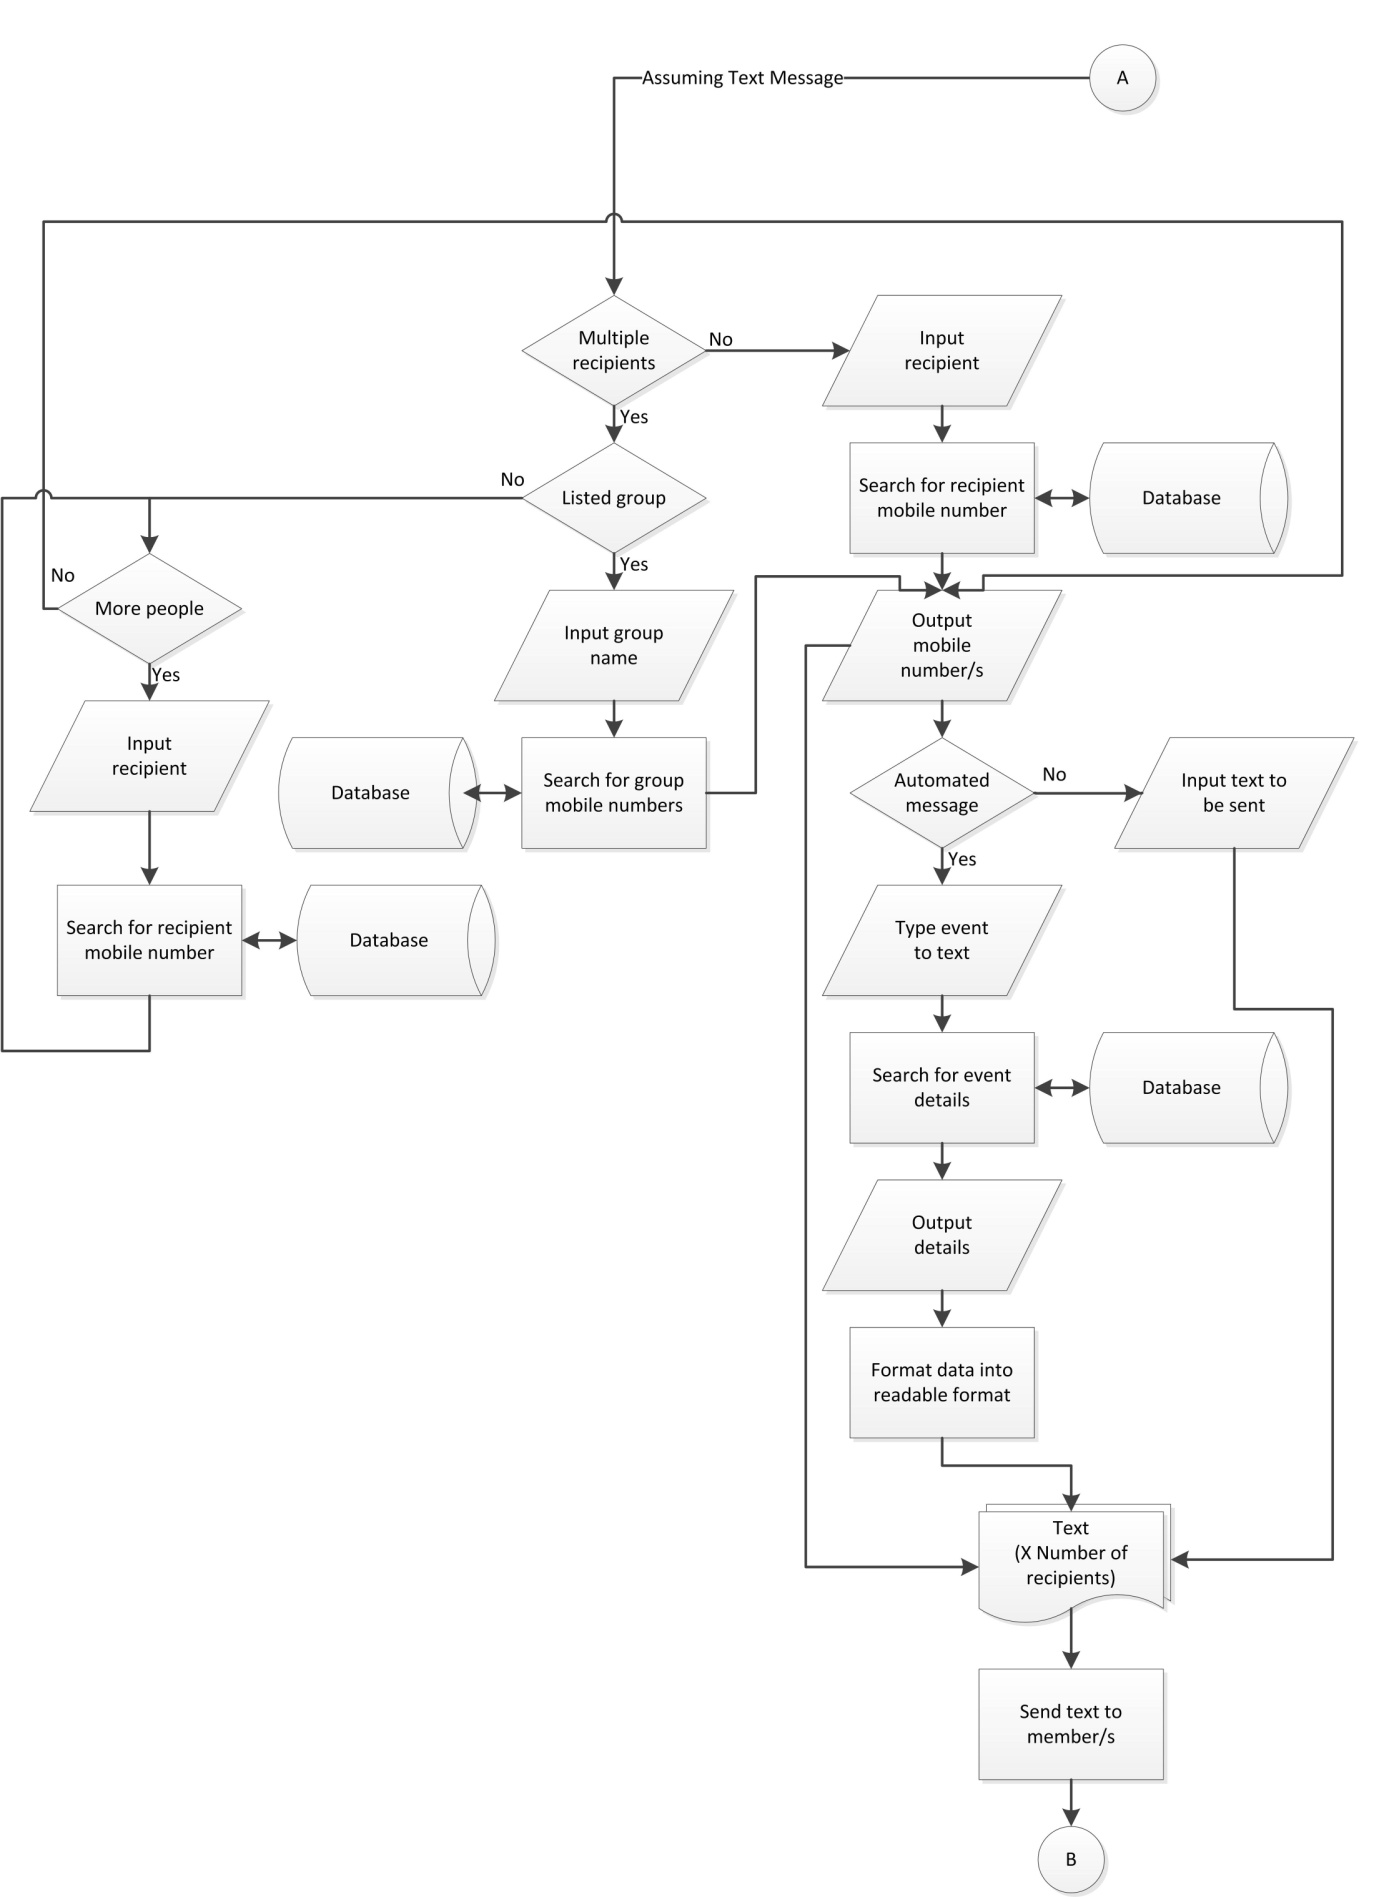 Assuming Text Message
A
Multiple
recipients
No
Input
recipient
Yes
Listed group
No
Search for recipient
mobile number
Database
Yes
No
More people
Input group
name
Output
mobile
number/s
Yes
Input
recipient
Database
Search for group
mobile numbers
Automated
message
No
Input text to
be sent
Yes
Search for recipient
mobile number
Database
Type event
to text
Search for event
details
Database
Output
details
Format data into
readable format
Text
(X Number of
recipients)
Send text to
member/s
B